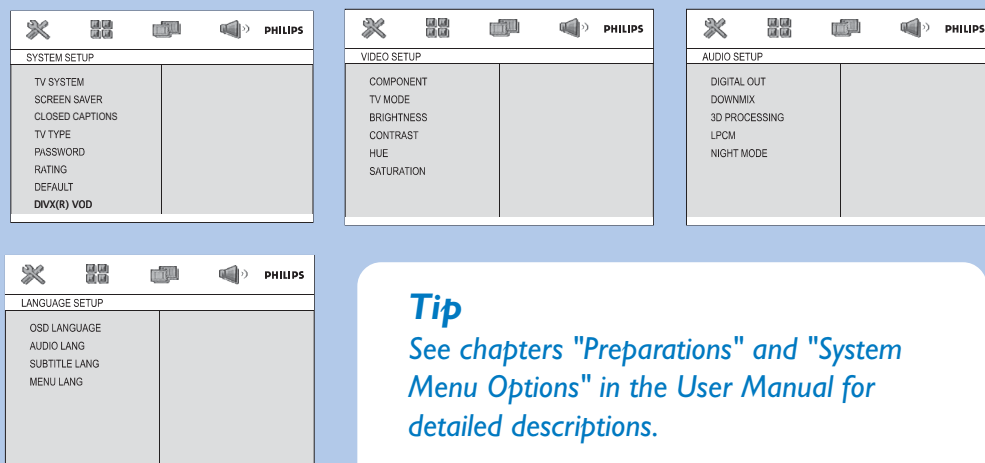 PHILIPS
SYSTEM SETUP
TV SYSTEM
SCREEN SAVER
CLOSED CAPTIONS
TV TYPE
PASSWORD
RATING
DEFAULT
DIVX(R) VOD
PHILIPS
VIDEO SETUP
COMPONENT
TV MODE
BRIGHTNESS
CONTRAST
HUE
SATURATION
PHILIPS
AUDIO SETUP
DIGITAL OUT
DOWNMIX
3D PROCESSING
LPCM
NIGHT MODE
PHILIPS
LANGUAGE SETUP
OSD LANGUAGE
AUDIO LANG
SUBTITLE LANG
MENU LANG
Tip
See chapters "Preparations" and "System
Menu Options" in the User Manual for
detailed descriptions.